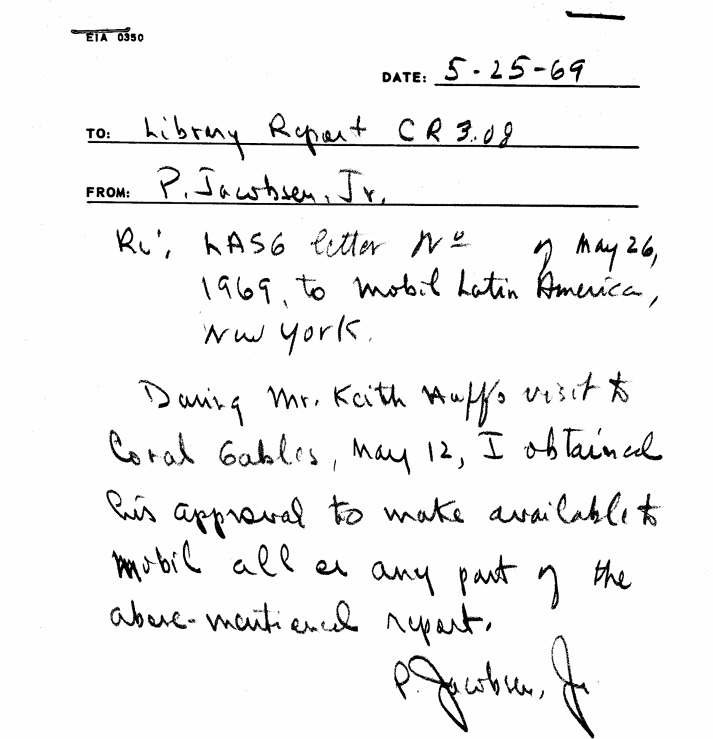 EIA 0350
DATE: 5-25-69
TO: Library Report CR 3.08
FROM: P. Jacobsen, Jr.
Re: LASG letter Nº of May 26,
1969, to Mobil Latin America,
New York.
During Mr. Keith Huff's visit to
Coral Gables, May 12, I obtained
his approval to make available to
Mobil all or any part of the
above-mentioned report.
P. Jacobsen, Jr.